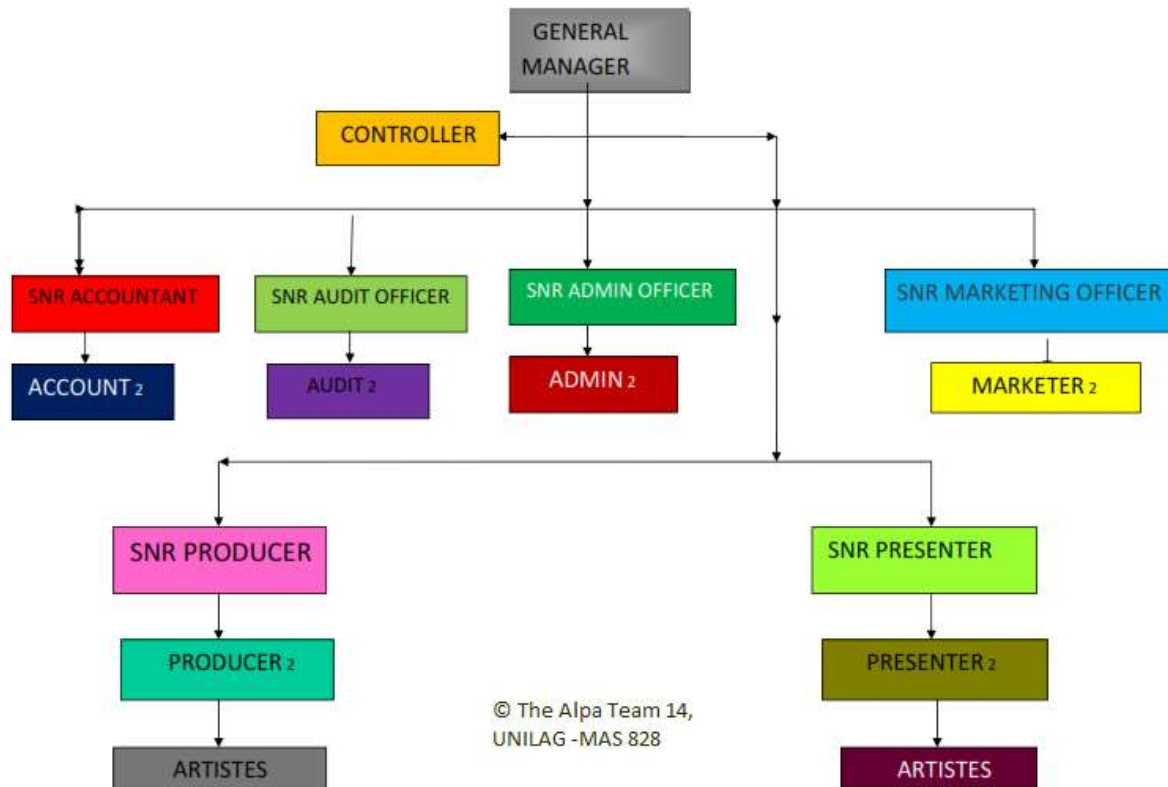 GENERAL
MANAGER
CONTROLLER
SNR ACCOUNTANT
SNR AUDIT OFFICER
SNR ADMIN OFFICER
SNR MARKETING OFFICER
ACCOUNT 2
AUDIT 2
ADMIN 2
MARKETER 2
SNR PRODUCER
SNR PRESENTER
PRODUCER 2
PRESENTER 2
© The Alpa Team 14,
UNILAG -MAS 828
ARTISTES
ARTISTES